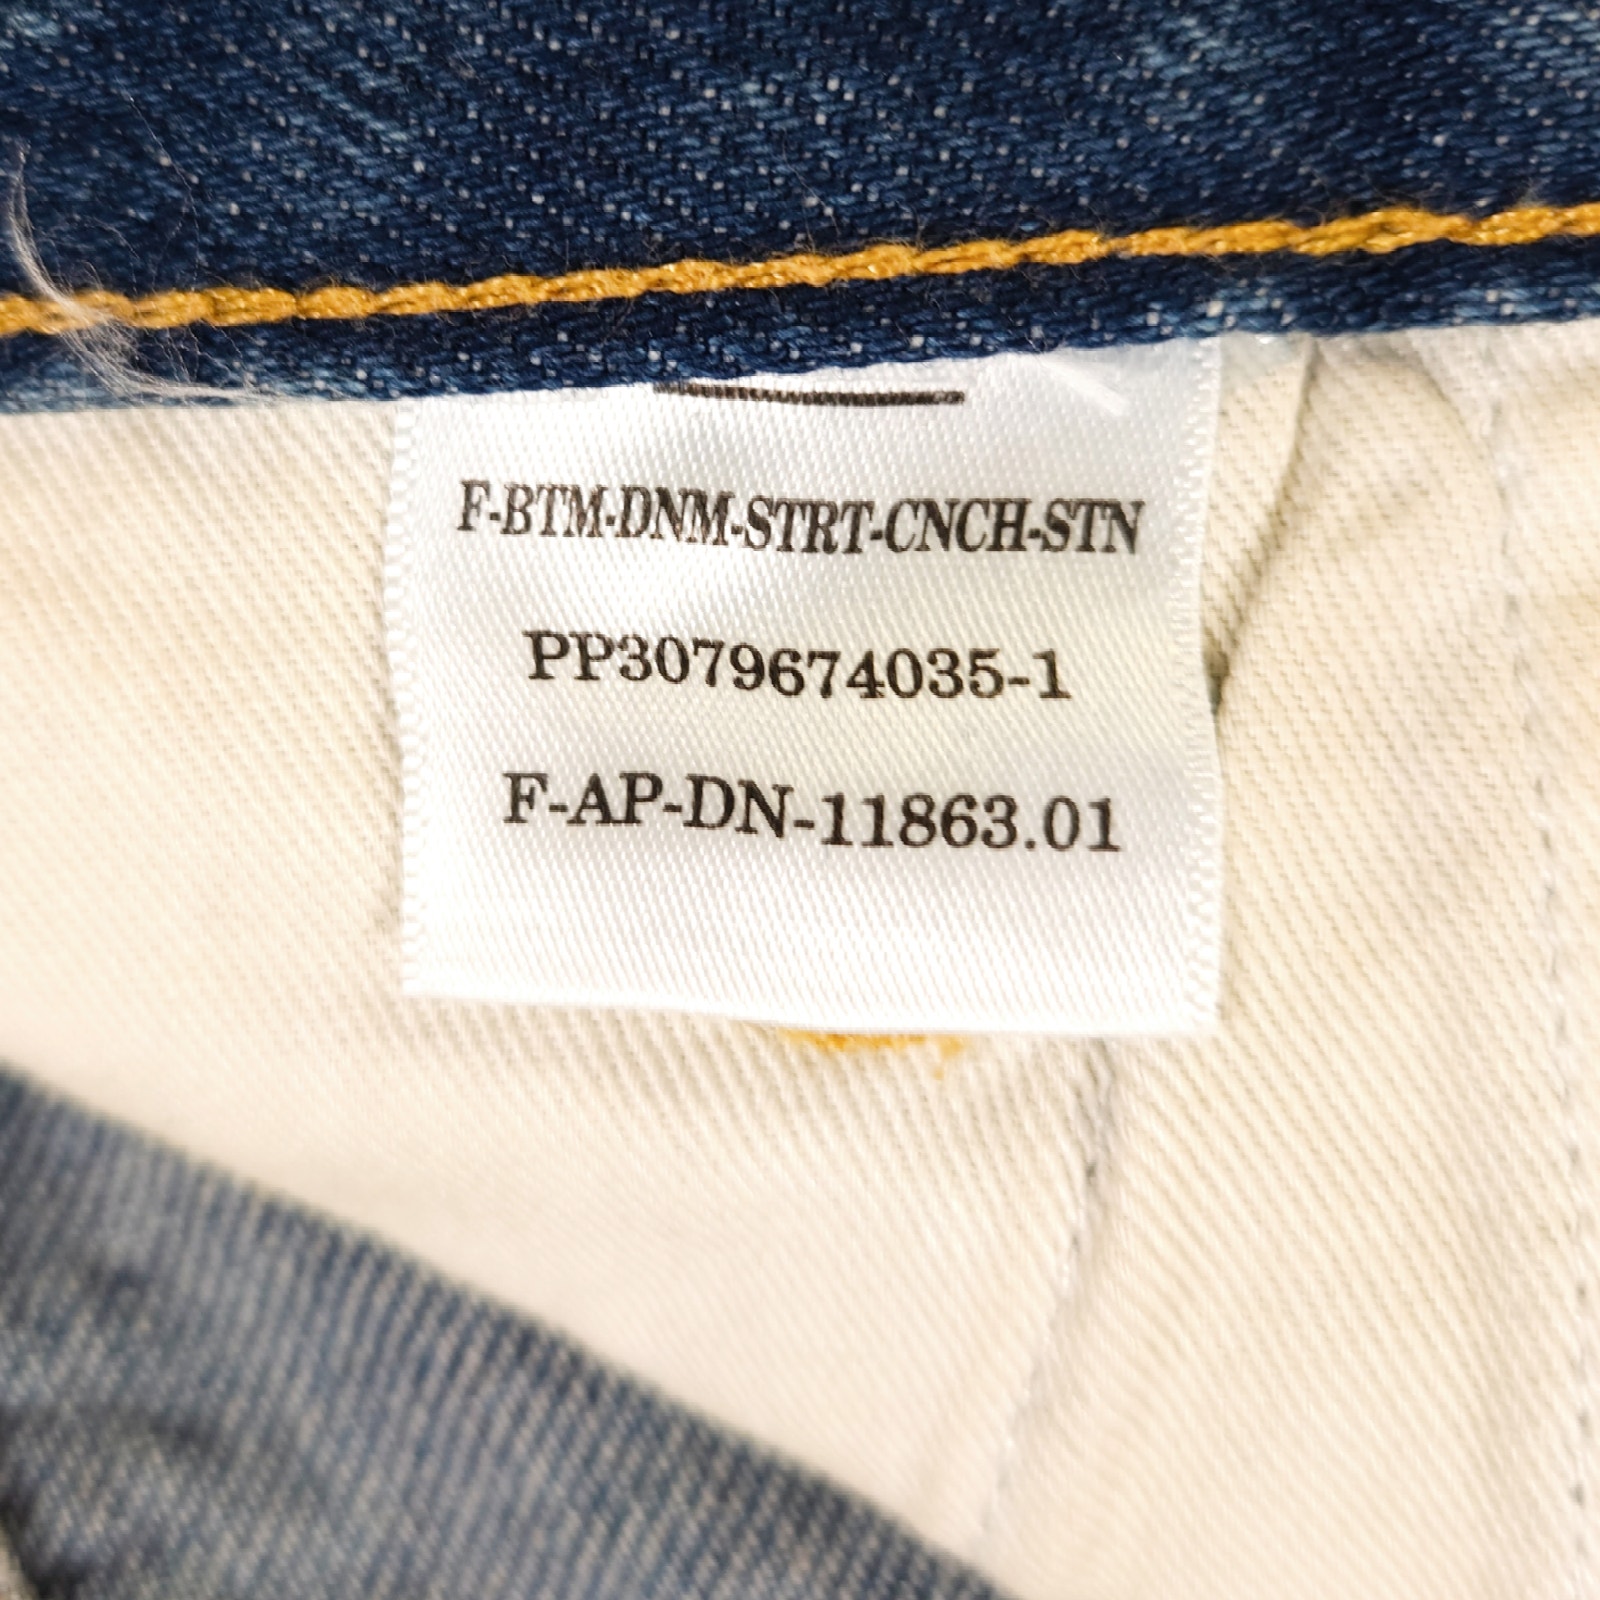 F-BTM-DNM-STRT-CNCH-STN
PP3079674035-1
F-AP-DN-11863.01